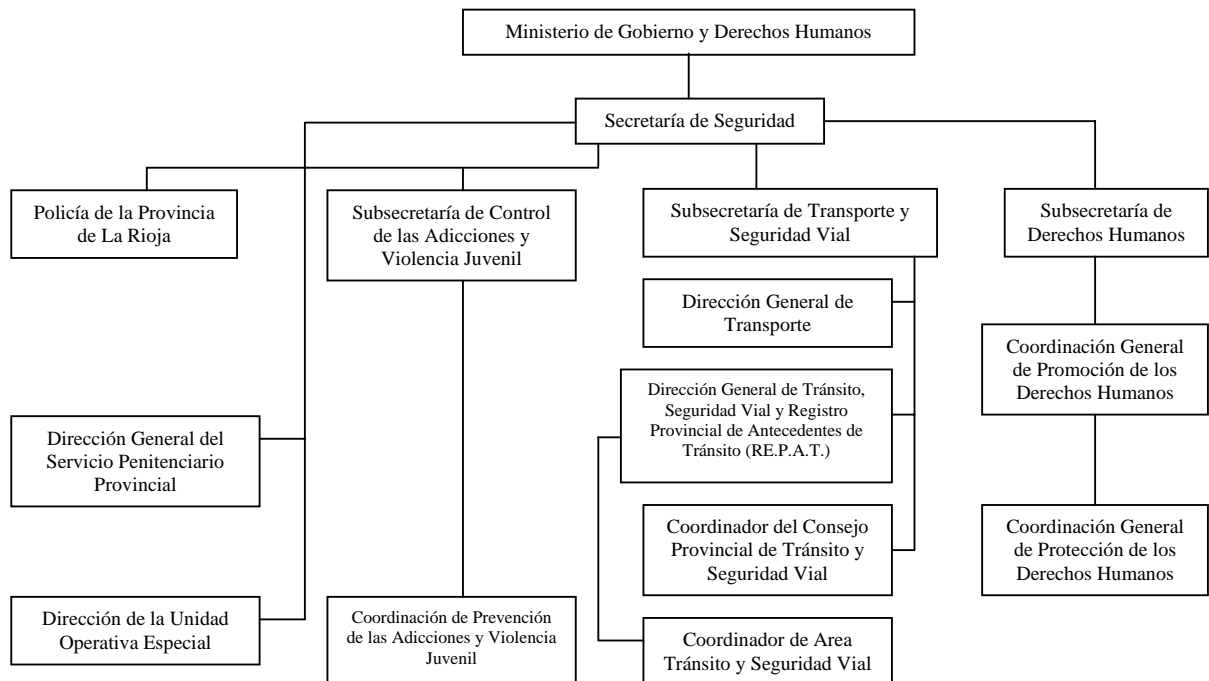 Ministerio de Gobierno y Derechos Humanos
Secretaría de Seguridad
Policía de la Provincia
de La Rioja
Subsecretaría de Control
de las Adicciones y
Violencia Juvenil
Subsecretaría de Transporte y
Seguridad Vial
Subsecretaría de
Derechos Humanos
Dirección General de
Transporte
Coordinación General
de Promoción de los
Derechos Humanos
Dirección General de Tránsito,
Seguridad Vial y Registro
Provincial de Antecedentes de
Tránsito (RE.P.A.T.)
Dirección General del
Servicio Penitenciario
Provincial
Coordinador del Consejo
Provincial de Tránsito y
Seguridad Vial
Coordinación General
de Protección de los
Derechos Humanos
Dirección de la Unidad
Operativa Especial
Coordinación de Prevención
de las Adicciones y Violencia
Juvenil
Coordinador de Area
Tránsito y Seguridad Vial